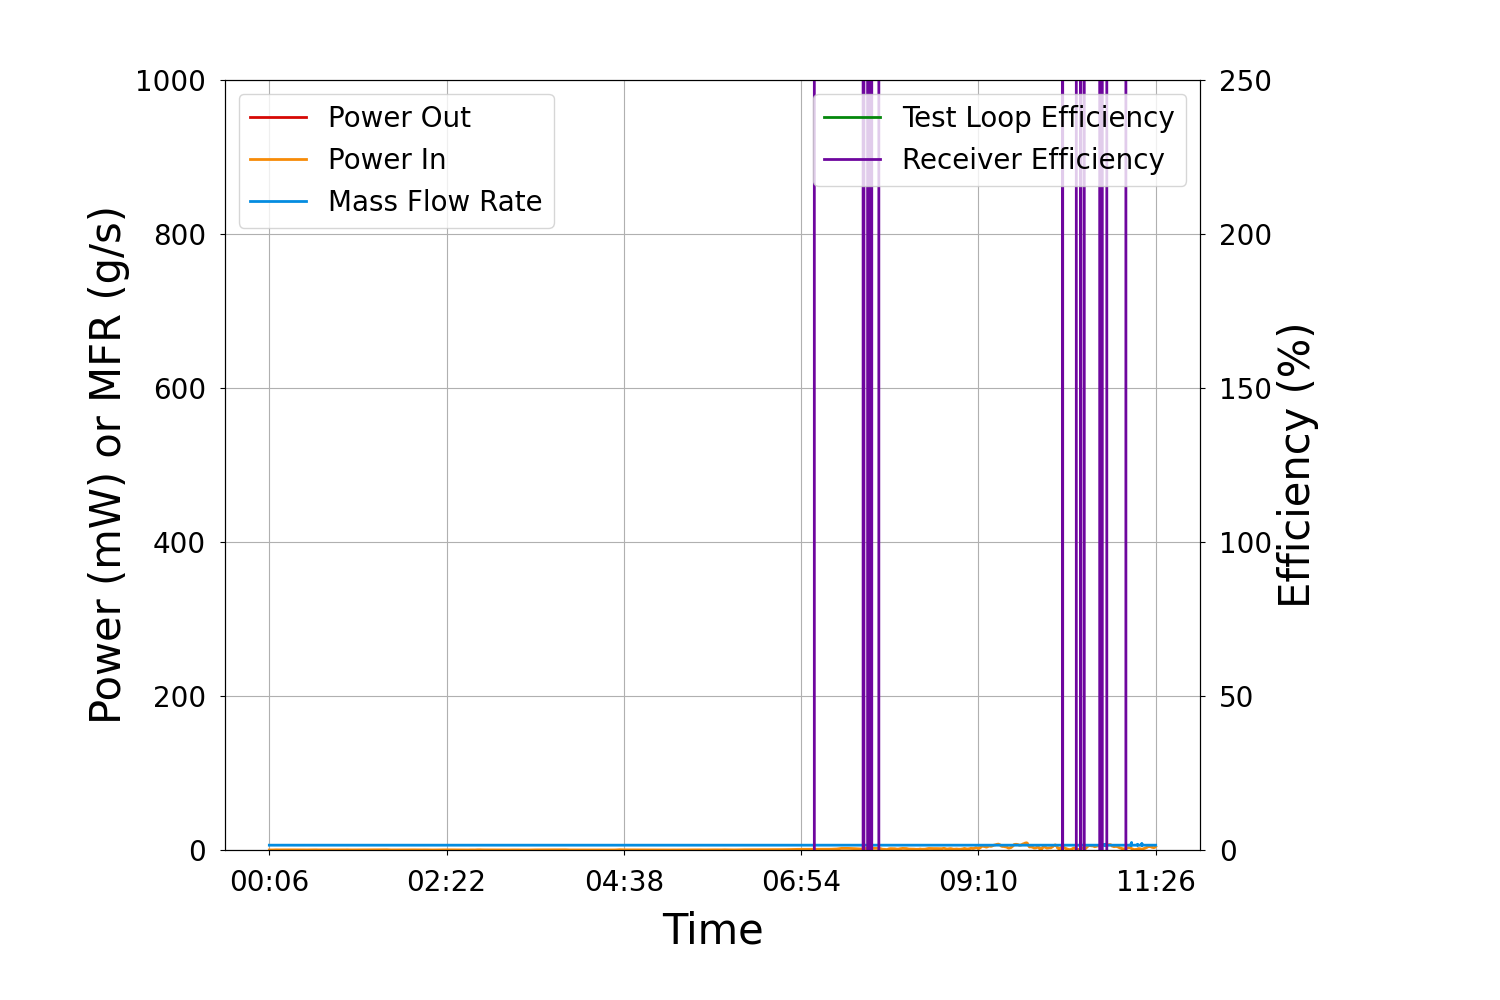 1000
800
600
400
200
0
Power (mW) or MFR (g/s)
Power Out
Power In
Mass Flow Rate
Test Loop Efficiency
Receiver Efficiency
250
200
150
100
50
0
Efficiency (%)
00:06 02:22 04:38 06:54 09:10 11:26
Time